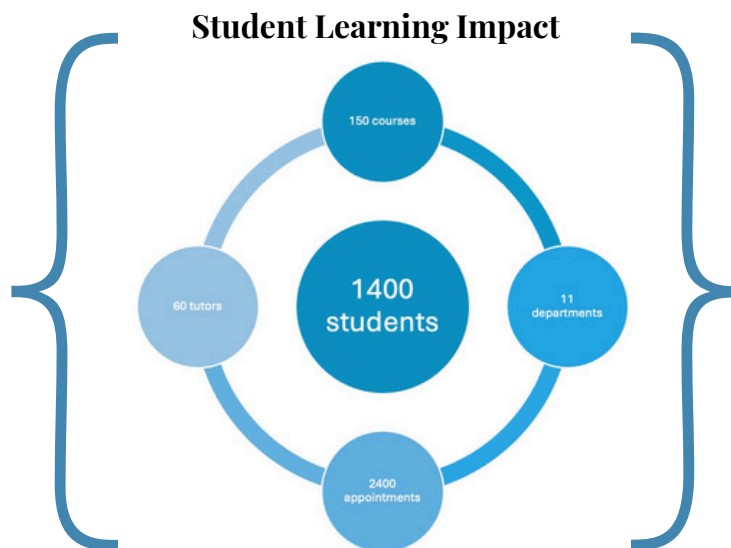 Student Learning Impact
150 courses
60 tutors
1400
students
11
departments
2400
appointments